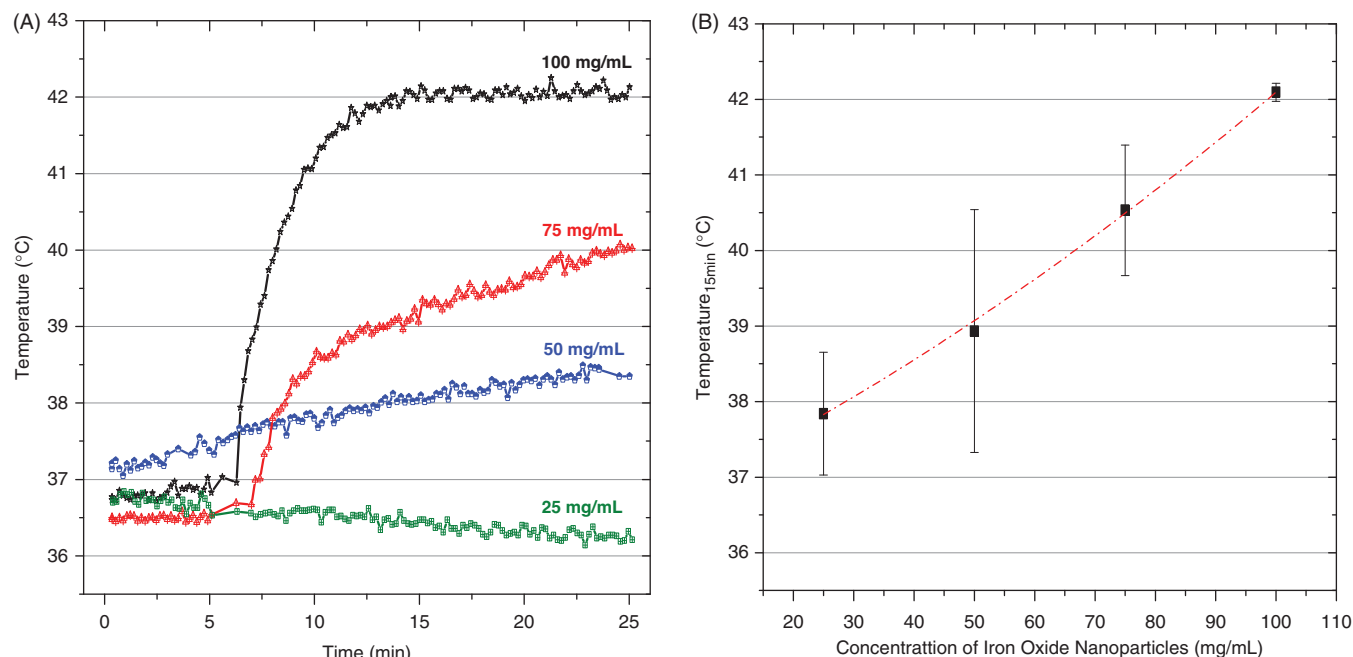 (A)
43
42
41
40
39
38
37
36
Temperature (°C)
100 mg/mL
75 mg/mL
50 mg/mL
25 mg/mL
0 5 10 15 20 25
Time (min)
(B)
43
42
41
40
39
38
37
36
Temperature15min (°C)
20 30 40 50 60 70 80 90 100 110
Concentrattion of Iron Oxide Nanoparticles (mg/mL)